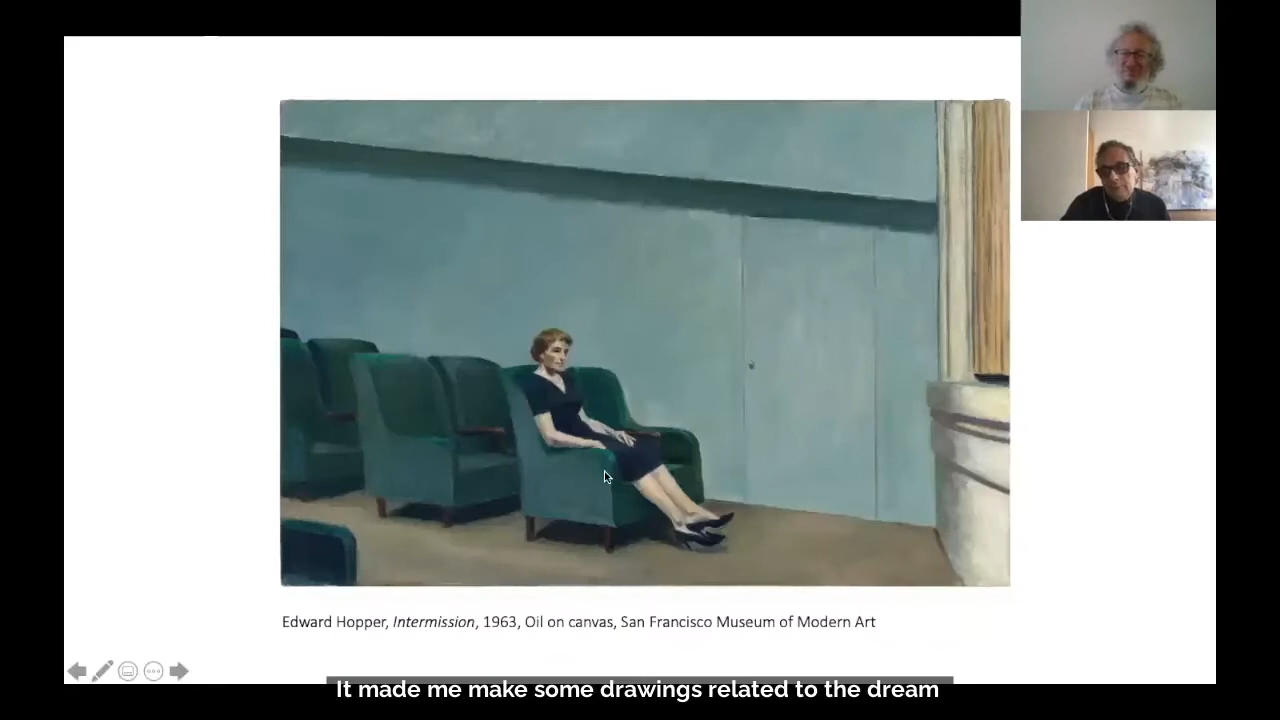 Edward Hopper, Intermission, 1963, Oil on canvas, San Francisco Museum of Modern Art
It made me make some drawings related to the dream